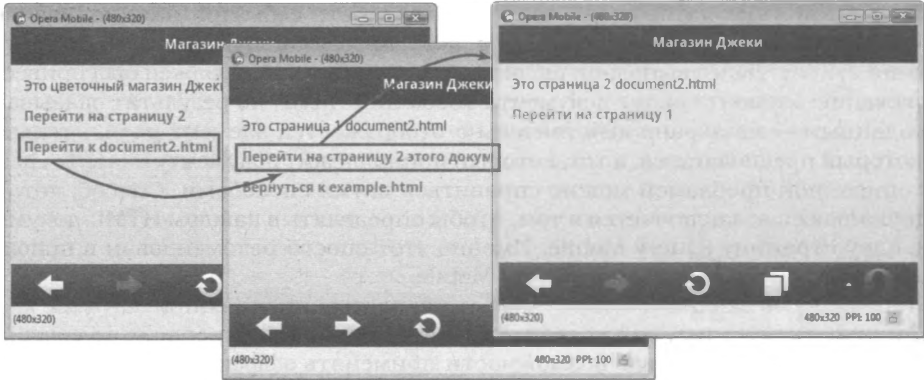 Opera Mobile - (480x320)
Магазин Джеки
Это цветочный магазин Джеки
Перейти на страницу 2
Перейти к document2.html
(480x320)
Opera Mobile - (480x320)
Магазин Джеки
Это страница 1 document2.html
Перейти на страницу 2 этого докум
Вернуться к example.html
(480x320)
480x320 PPI: 100
Opera Mobile - (480x320)
Магазин Джеки
Это страница 2 document2.html
Перейти на страницу 1
(480x320)
480x320 PPI: 100